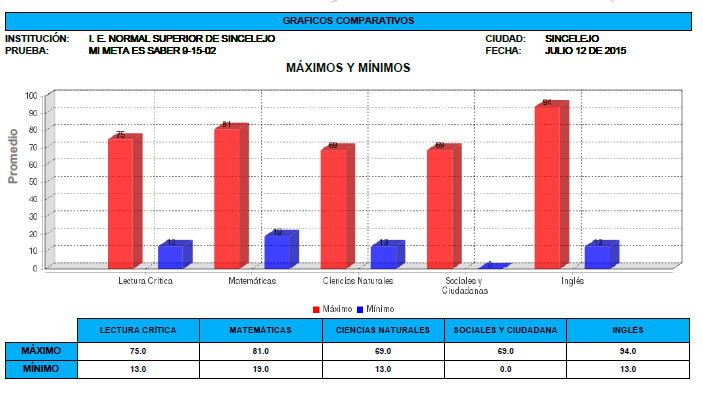 GRAFICOS COMPARATIVOS
INSTITUCIÓN: I. E. NORMAL SUPERIOR DE SINCELEJO CIUDAD: SINCELEJO
PRUEBA: MI META ES SABER 9-15-02 FECHA: JULIO 12 DE 2015
MÁXIMOS Y MÍNIMOS
Promedio
100
90
80
70
60
50
40
30
20
10
0
75 13 81 19 69 13 69 0 94 13
Lectura Crítica Matemáticas Ciencias Naturales Sociales y Inglés
Ciudadanas
Máximo Mínimo
LECTURA CRÍTICA MATEMÁTICAS CIENCIAS NATURALES SOCIALES Y CIUDADANA INGLÉS
MÁXIMO 75.0 81.0 69.0 69.0 94.0
MÍNIMO 13.0 19.0 13.0 0.0 13.0